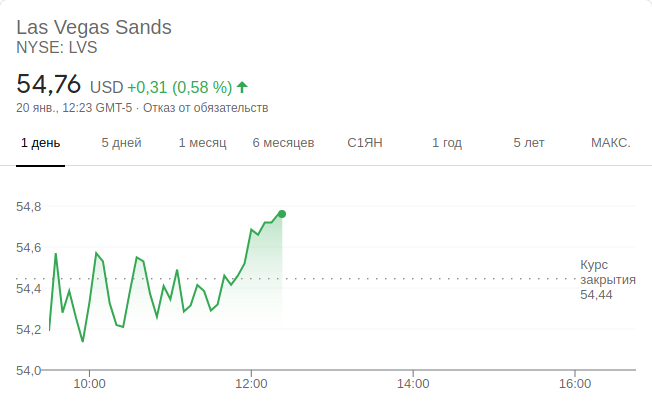 Las Vegas Sands
NYSE: LVS
54,76 USD +0,31 (0,58 %)
20 янв., 12:23 GMT-5 · Отказ от обязательств
1 день 5 дней 1 месяц 6 месяцев С1ЯН 1 год 5 лет МАКС.
54,8
54,6
54,4
54,2
54,0
Курс
закрытия
54,44
10:00 12:00 14:00 16:00